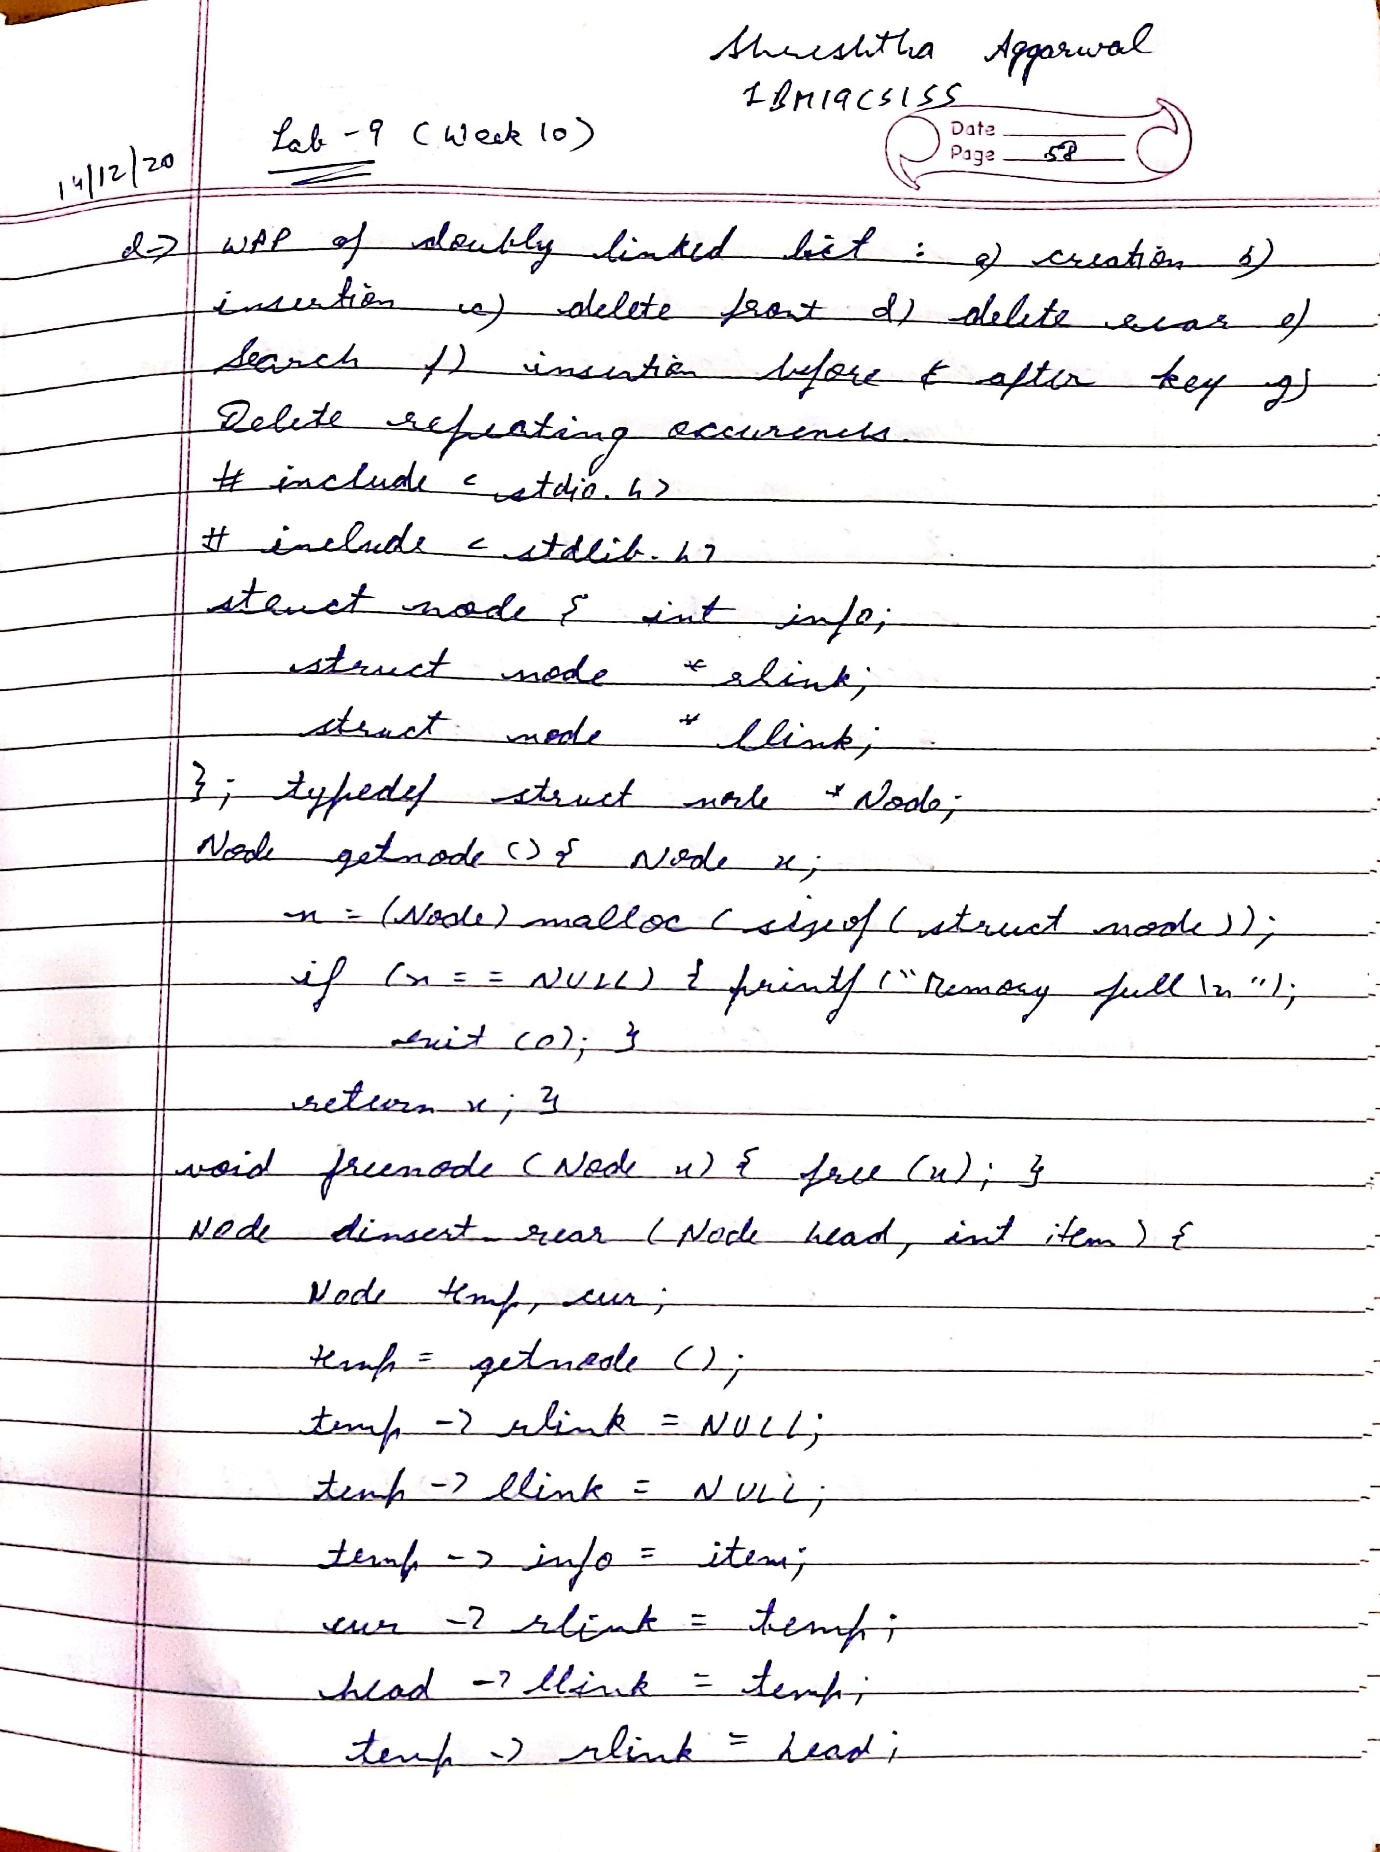 Shreshtha Aggarwal
1BM19CS155
Date
Page 58
Lab - 9 (Week 10)
14/12/20
d=> WAP of doubly linked list : a) creation b)
insertion c) delete front d) delete rear e)
Search f) insertion before & after key g)
Delete repeating occurences.
# include < stdio.h>
# include < stdlib.h>
struct node { int info;
struct node * rlink;
struct node * llink;
}; typedef struct node * Node;
Node getnode () { Node x;
x = (Node) malloc (sizeof (struct node));
if (x == NULL) { printf ("Memory full \n");
exit (0); }
return x; }
void freenode (Node x) { free (x); }
Node dinsert_rear (Node head, int item) {
Node temp, cur;
temp = getnode ();
temp -> rlink = NULL;
temp -> llink = NULL;
temp -> info = item;
cur -> rlink = temp;
head -> llink = temp;
temp -> rlink = head;